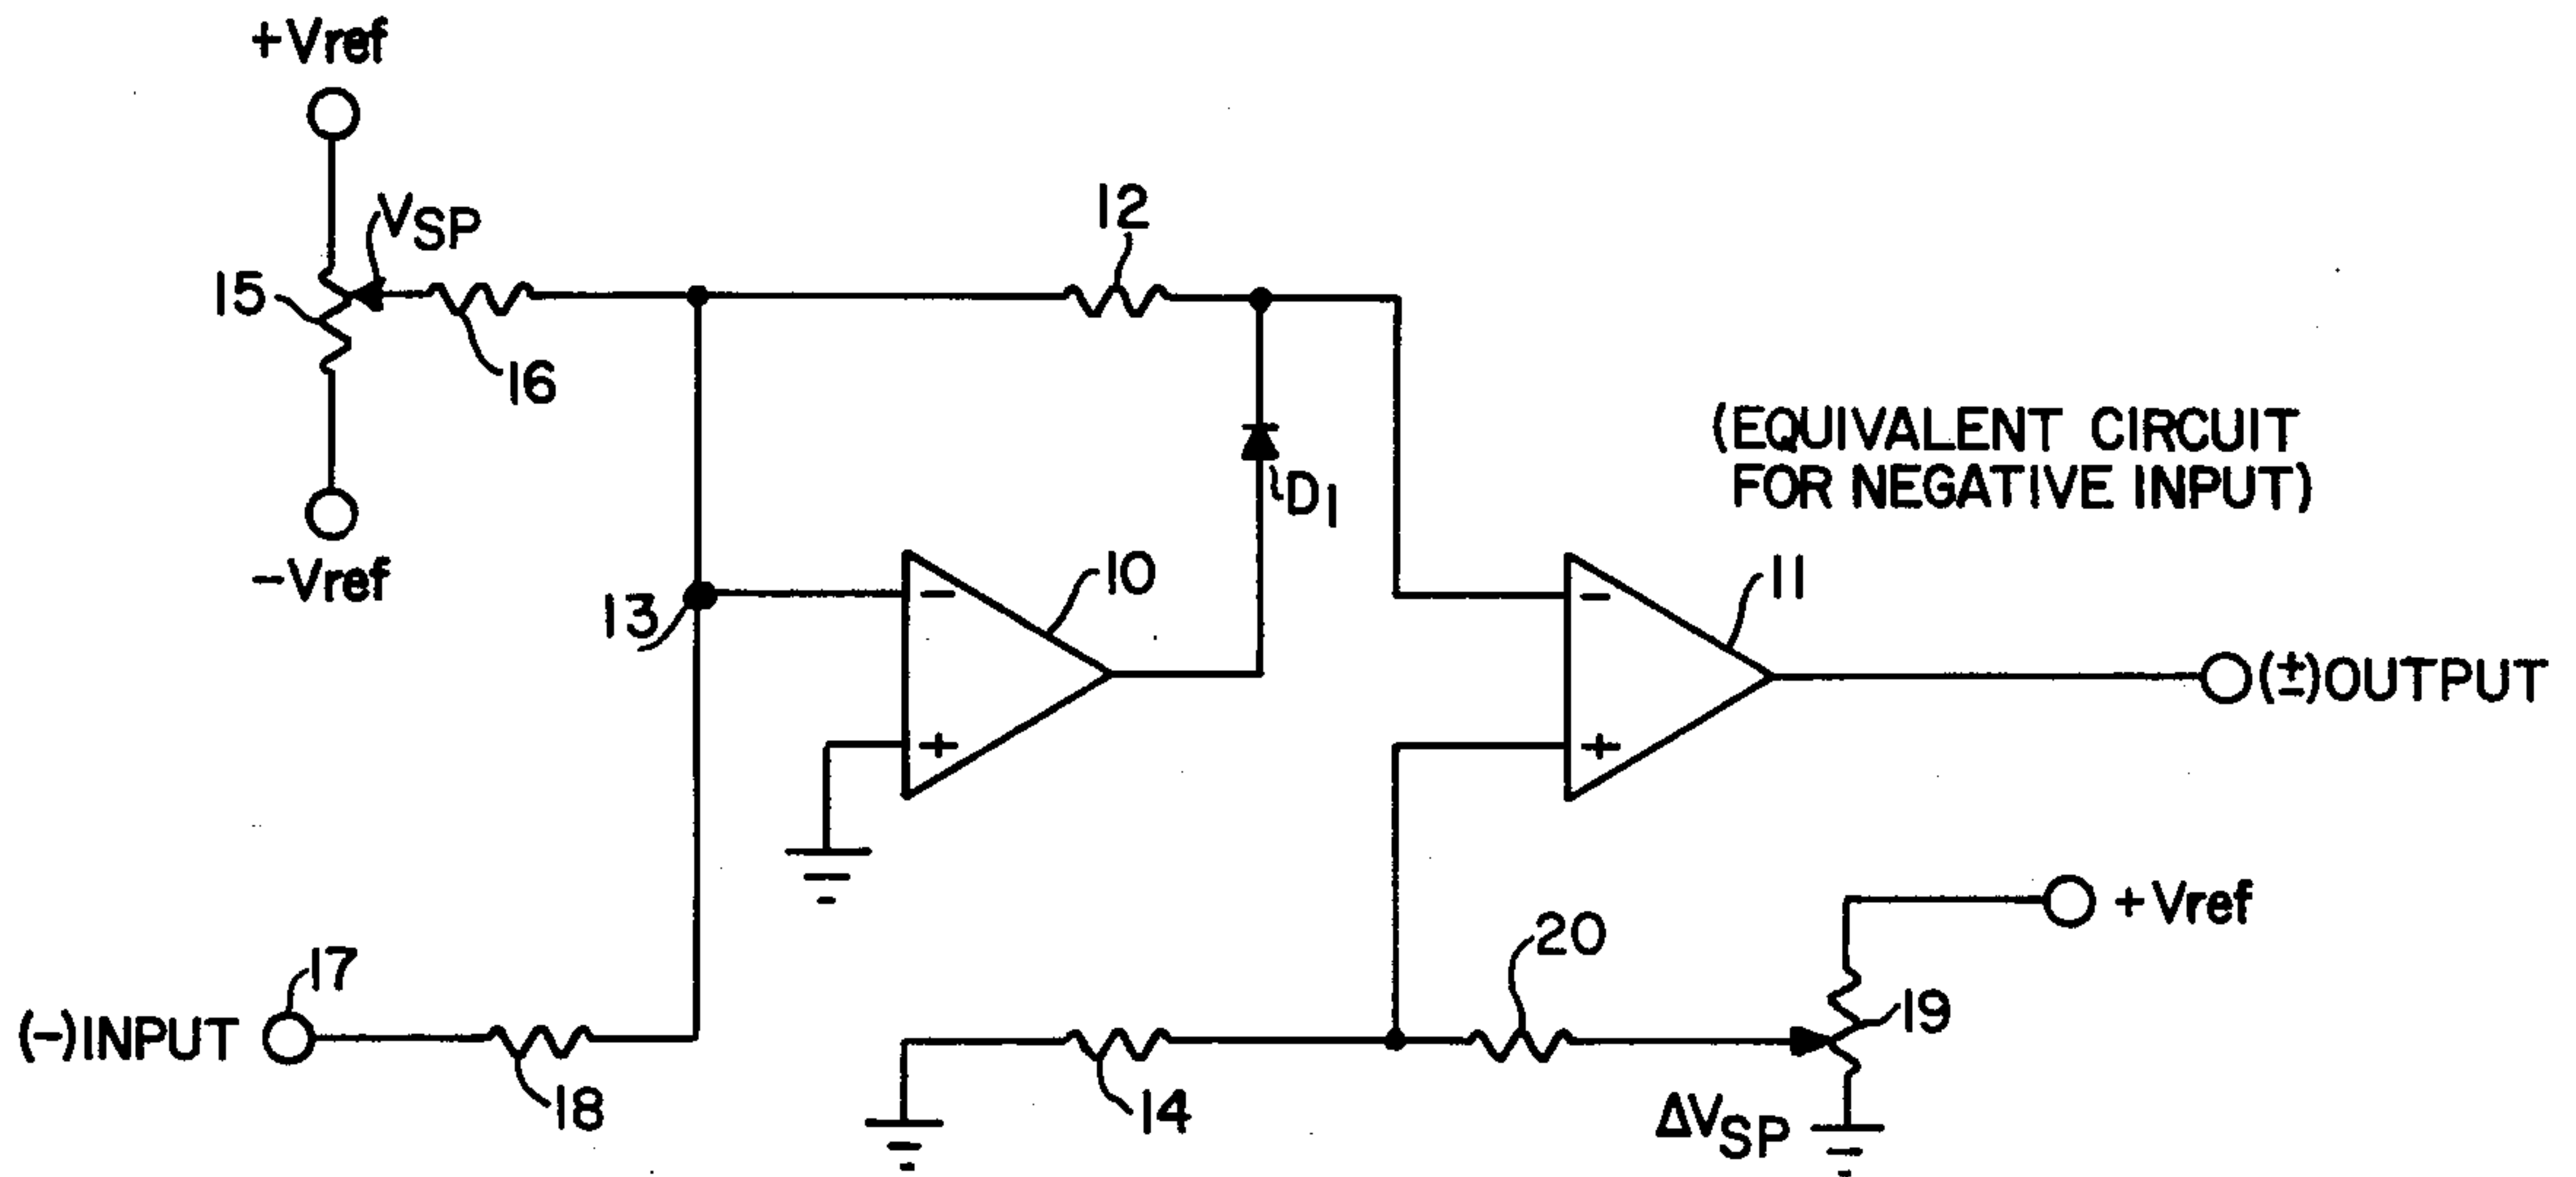 +Vref
VSP
12
15
16
-Vref
(EQUIVALENT CIRCUIT
FOR NEGATIVE INPUT)
D1
13
-
10
+
-
11
+
(±)OUTPUT
17
(-)INPUT
18
14
20
+Vref
19
ΔVSP